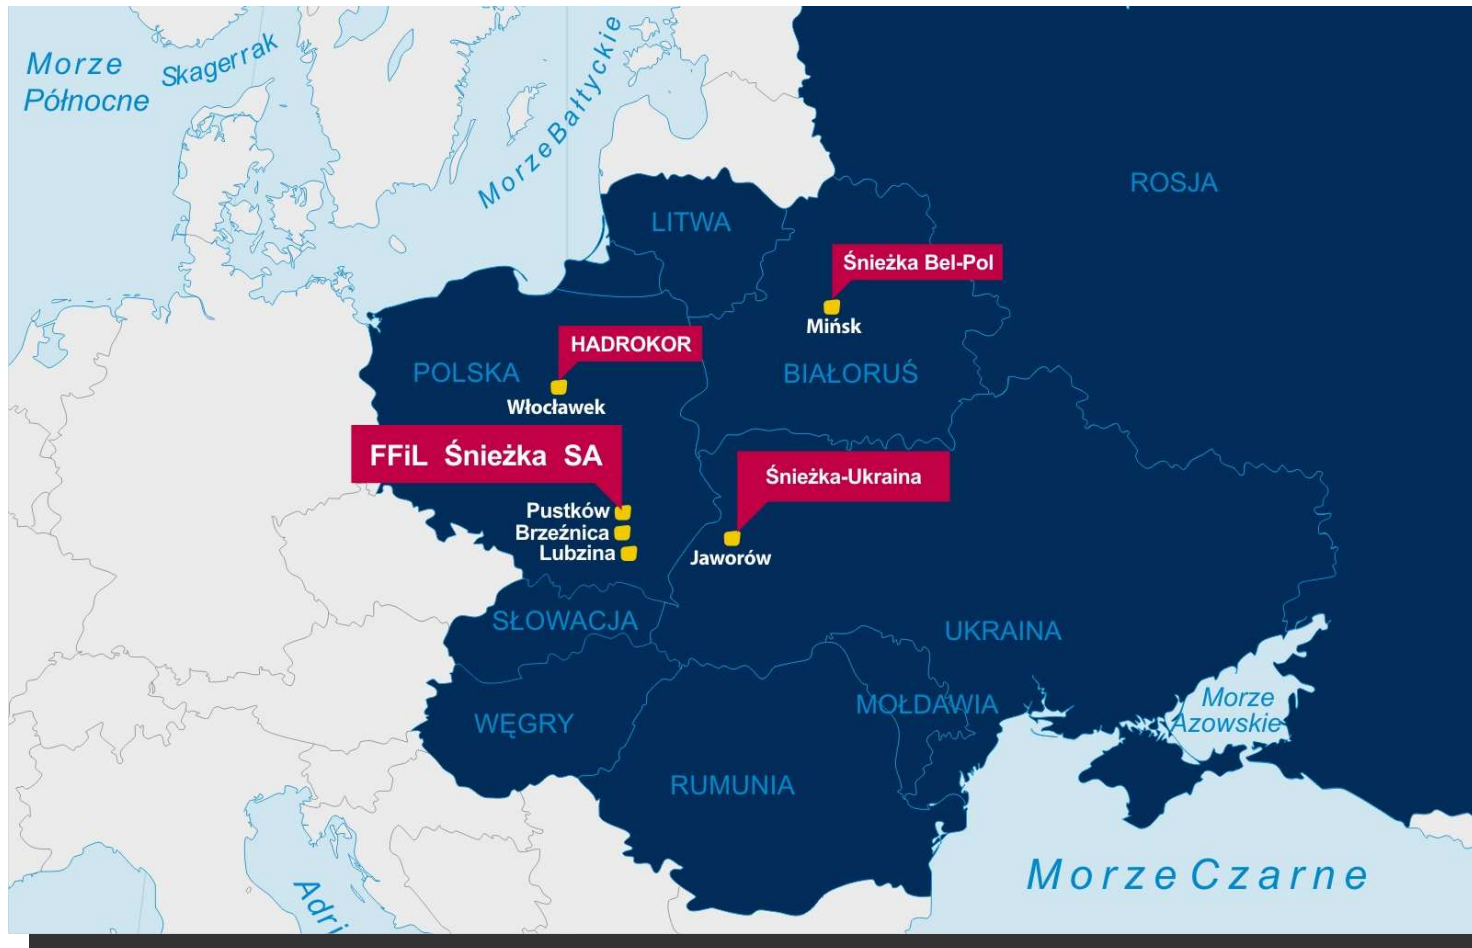 Morze
Północne
Skagerrak
Morze Bałtyckie
ROSJA
LITWA
Śnieżka Bel-Pol
Mińsk
HADROKOR
POLSKA
BIAŁORUŚ
Włocławek
FFiL Śnieżka SA
Śnieżka-Ukraina
Pustków
Brzeźnica
Lubzina
Jaworów
SŁOWACJA
UKRAINA
Morze
Azowskie
MOŁDAWIA
WĘGRY
RUMUNIA
Morze Czarne
Adri